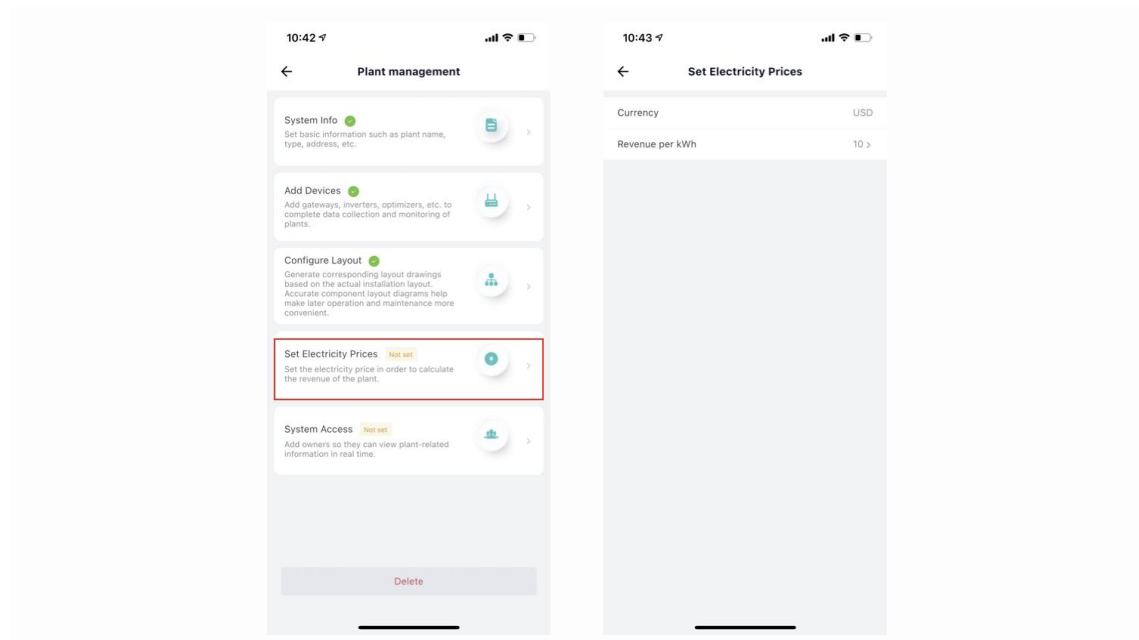 10:42
Plant management
System Info
Set basic information such as plant name,
type, address, etc.
Add Devices
Add gateways, inverters, optimizers, etc. to
complete data collection and monitoring of
plants.
Configure Layout
Generate corresponding layout drawings
based on the actual installation layout.
Accurate component layout diagrams help
make later operation and maintenance more
convenient.
Set Electricity Prices Not set
Set the electricity price in order to calculate
the revenue of the plant.
System Access Not set
Add owners so they can view plant-related
information in real time.
Delete
10:43
Set Electricity Prices
Currency USD
Revenue per kWh 10